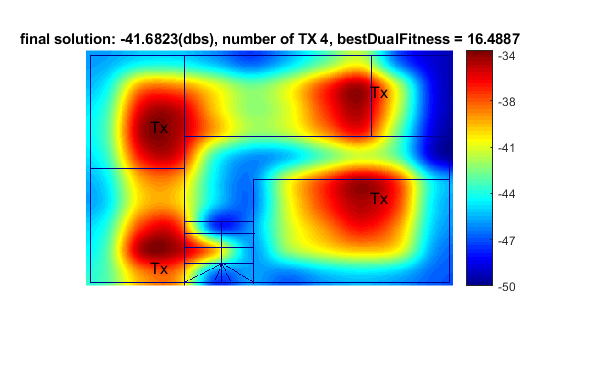 final solution: -41.6823(dbs), number of TX 4, bestDualFitness = 16.4887
-34
Tx
-38
Tx
-41
-44
Tx
-47
Tx
-50